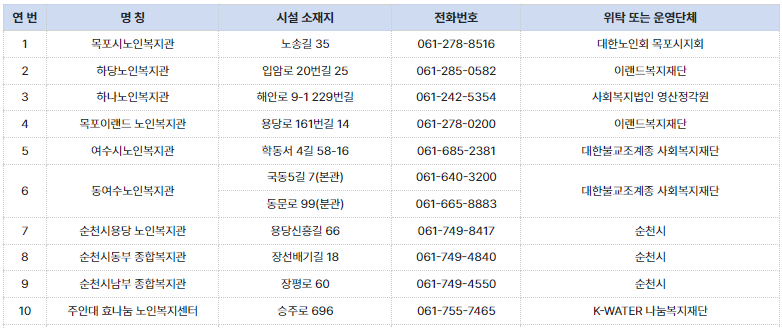 연 번 명 칭 시설 소재지 전화번호 위탁 또는 운영단체
1 목포시노인복지관 노송길 35 061-278-8516 대한노인회 목포시지회
2 하당노인복지관 입암로 20번길 25 061-285-0582 이랜드복지재단
3 하나노인복지관 해안로 9-1 229번길 061-242-5354 사회복지법인 영산정각원
4 목포이랜드 노인복지관 용당로 161번길 14 061-278-0200 이랜드복지재단
5 여수시노인복지관 학동서 4길 58-16 061-685-2381 대한불교조계종 사회복지재단
6 동여수노인복지관 국동5길 7(본관) 061-640-3200 대한불교조계종 사회복지재단
동문로 99(분관) 061-665-8883
7 순천시용당 노인복지관 용당신흥길 66 061-749-8417 순천시
8 순천시동부 종합복지관 장선배기길 18 061-749-4840 순천시
9 순천시남부 종합복지관 장평로 60 061-749-4550 순천시
10 주안대 효나눔 노인복지센터 승주로 696 061-755-7465 K-WATER 나눔복지재단